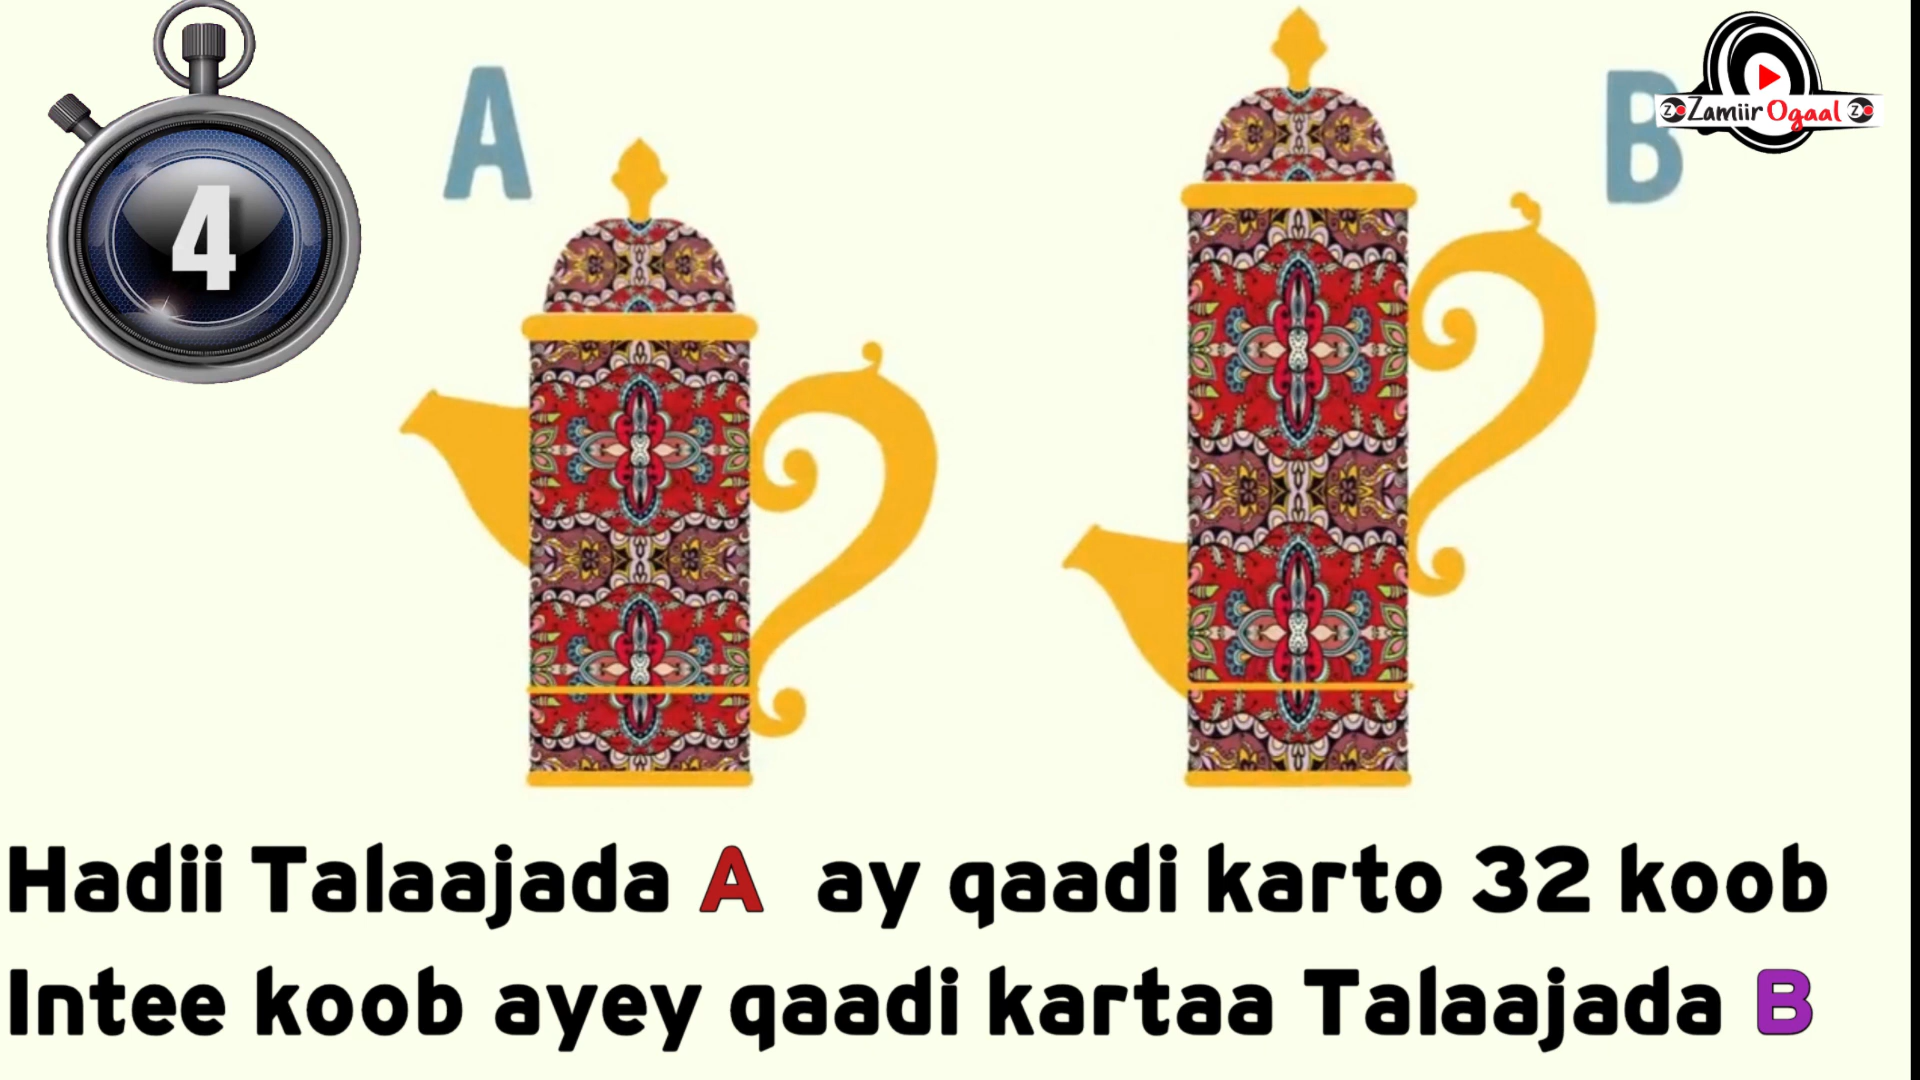 4
A
B
Zamiir Ogaal
Hadii Talaajada A ay qaadi karto 32 koob
Intee koob ayey qaadi kartaa Talaajada B